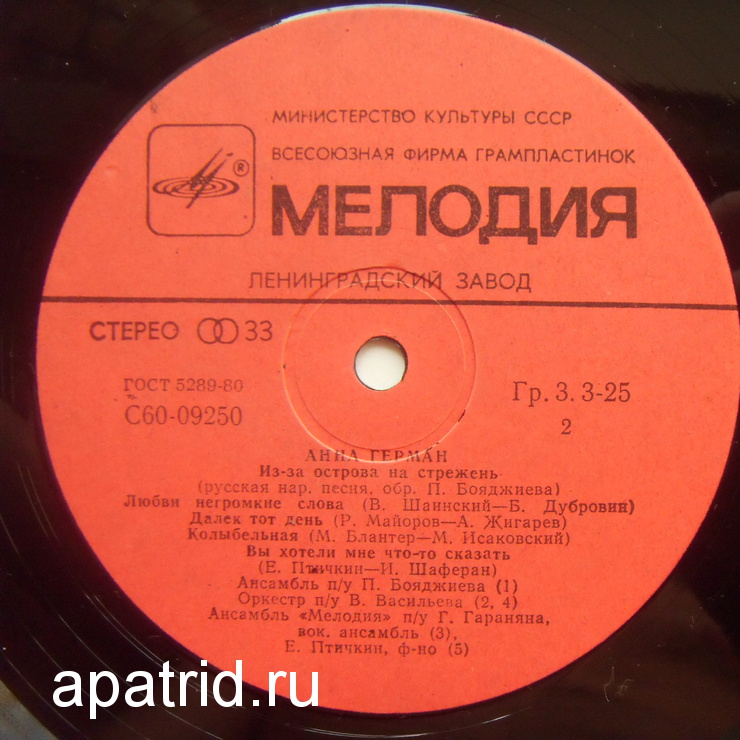 МИНИСТЕРСТВО КУЛЬТУРЫ СССР
ВСЕСОЮЗНАЯ ФИРМА ГРАМПЛАСТИНОК
®
МЕЛОДИЯ
ЛЕНИНГРАДСКИЙ ЗАВОД
СТЕРЕО 33
ГОСТ 5289-80
С60-09250
Гр. 3. 3-25
2
АННА ГЕРМАН
Из-за острова на стрежень
(русская нар. песня, обр. П. Бояджиева)
Любви негромкие слова (В. Шаинский—Б. Дубровин)
Далек тот день (Р. Майоров—А. Жигарев)
Колыбельная (М. Блантер—М. Исаковский)
Вы хотели мне что-то сказать
(Е. Птичкин—И. Шаферан)
Ансамбль п/у П. Бояджиева (1)
Оркестр п/у В. Васильева (2, 4)
Ансамбль «Мелодия» п/у Г. Гараняна,
вок. ансамбль (3),
Е. Птичкин, ф-но (5)
apatrid.ru